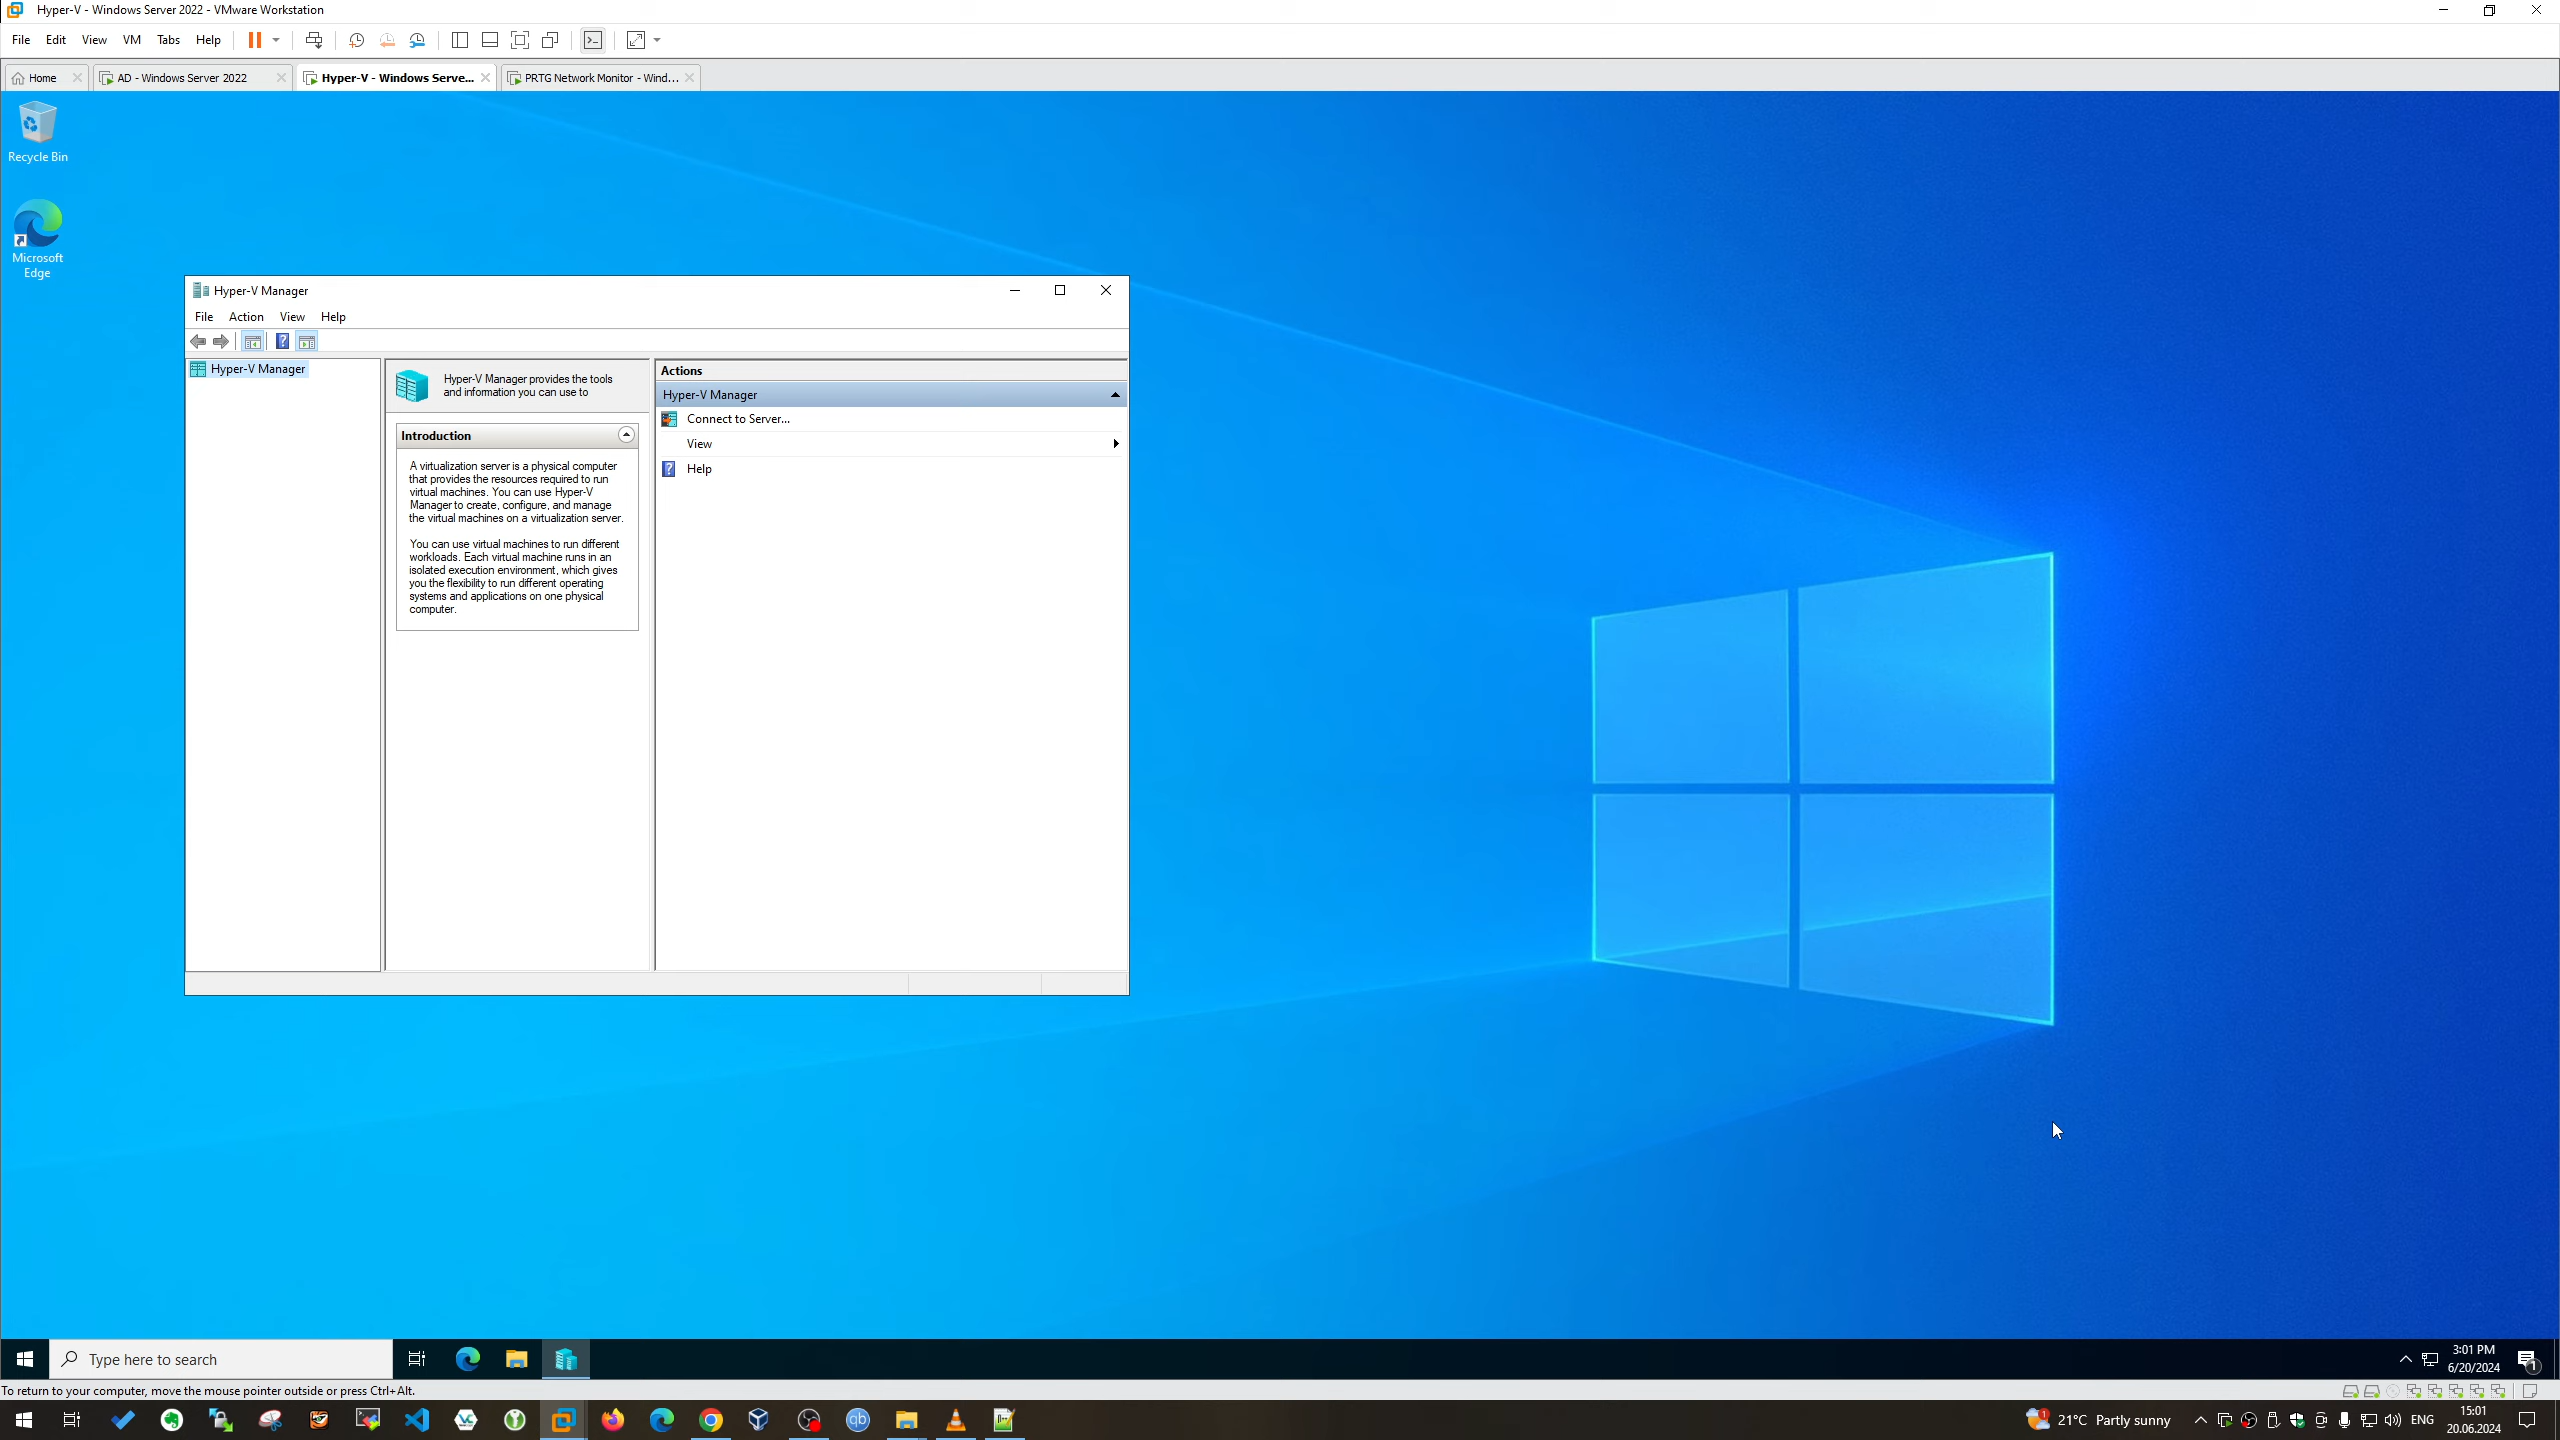 Hyper-V - Windows Server 2022 - VMware Workstation
File Edit View VM Tabs Help
Home AD - Windows Server 2022 Hyper-V - Windows Serve... PRTG Network Monitor - Wind...
Recycle Bin
Microsoft
Edge
Hyper-V Manager
File Action View Help
Hyper-V Manager
Hyper-V Manager provides the tools
and information you can use to
Introduction
A virtualization server is a physical computer
that provides the resources required to run
virtual machines. You can use Hyper-V
Manager to create, configure, and manage
the virtual machines on a virtualization server.
You can use virtual machines to run different
workloads. Each virtual machine runs in an
isolated execution environment, which gives
you the flexibility to run different operating
systems and applications on one physical
computer.
Actions
Hyper-V Manager
Connect to Server...
View
Help
Type here to search
3:01 PM
6/20/2024
1
To return to your computer, move the mouse pointer outside or press Ctrl+Alt.
qb
1
21°C Partly sunny
ENG
15:01
20.06.2024